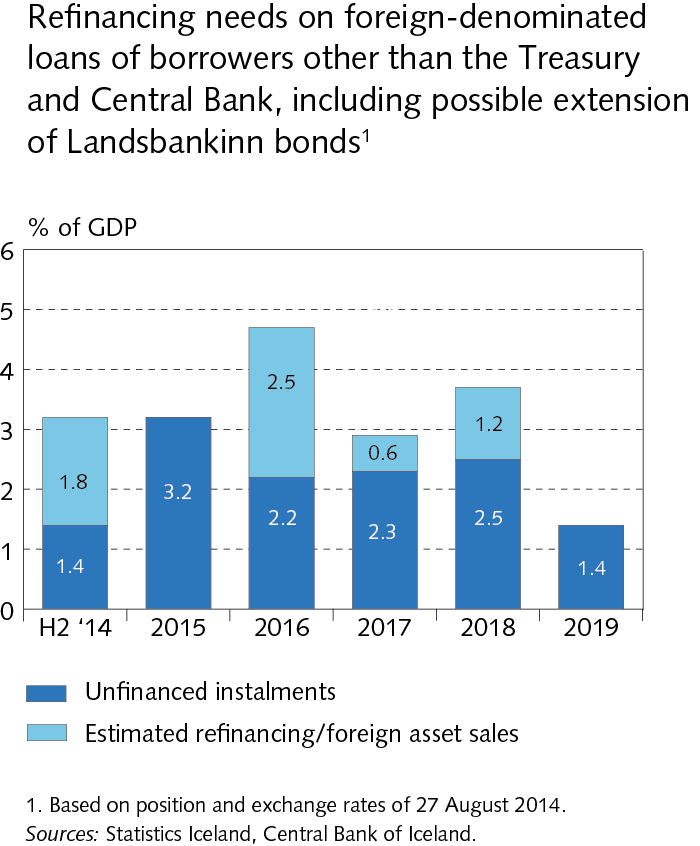 Refinancing needs on foreign-denominated
loans of borrowers other than the Treasury
and Central Bank, including possible extension
of Landsbankinn bonds¹
% of GDP
6
5
4
3
2
1
0
1.8
1.4
3.2
2.5
2.2
0.6
2.3
1.2
2.5
1.4
H2 ‘14 2015 2016 2017 2018 2019
Unfinanced instalments
Estimated refinancing/foreign asset sales
1. Based on position and exchange rates of 27 August 2014.
Sources: Statistics Iceland, Central Bank of Iceland.